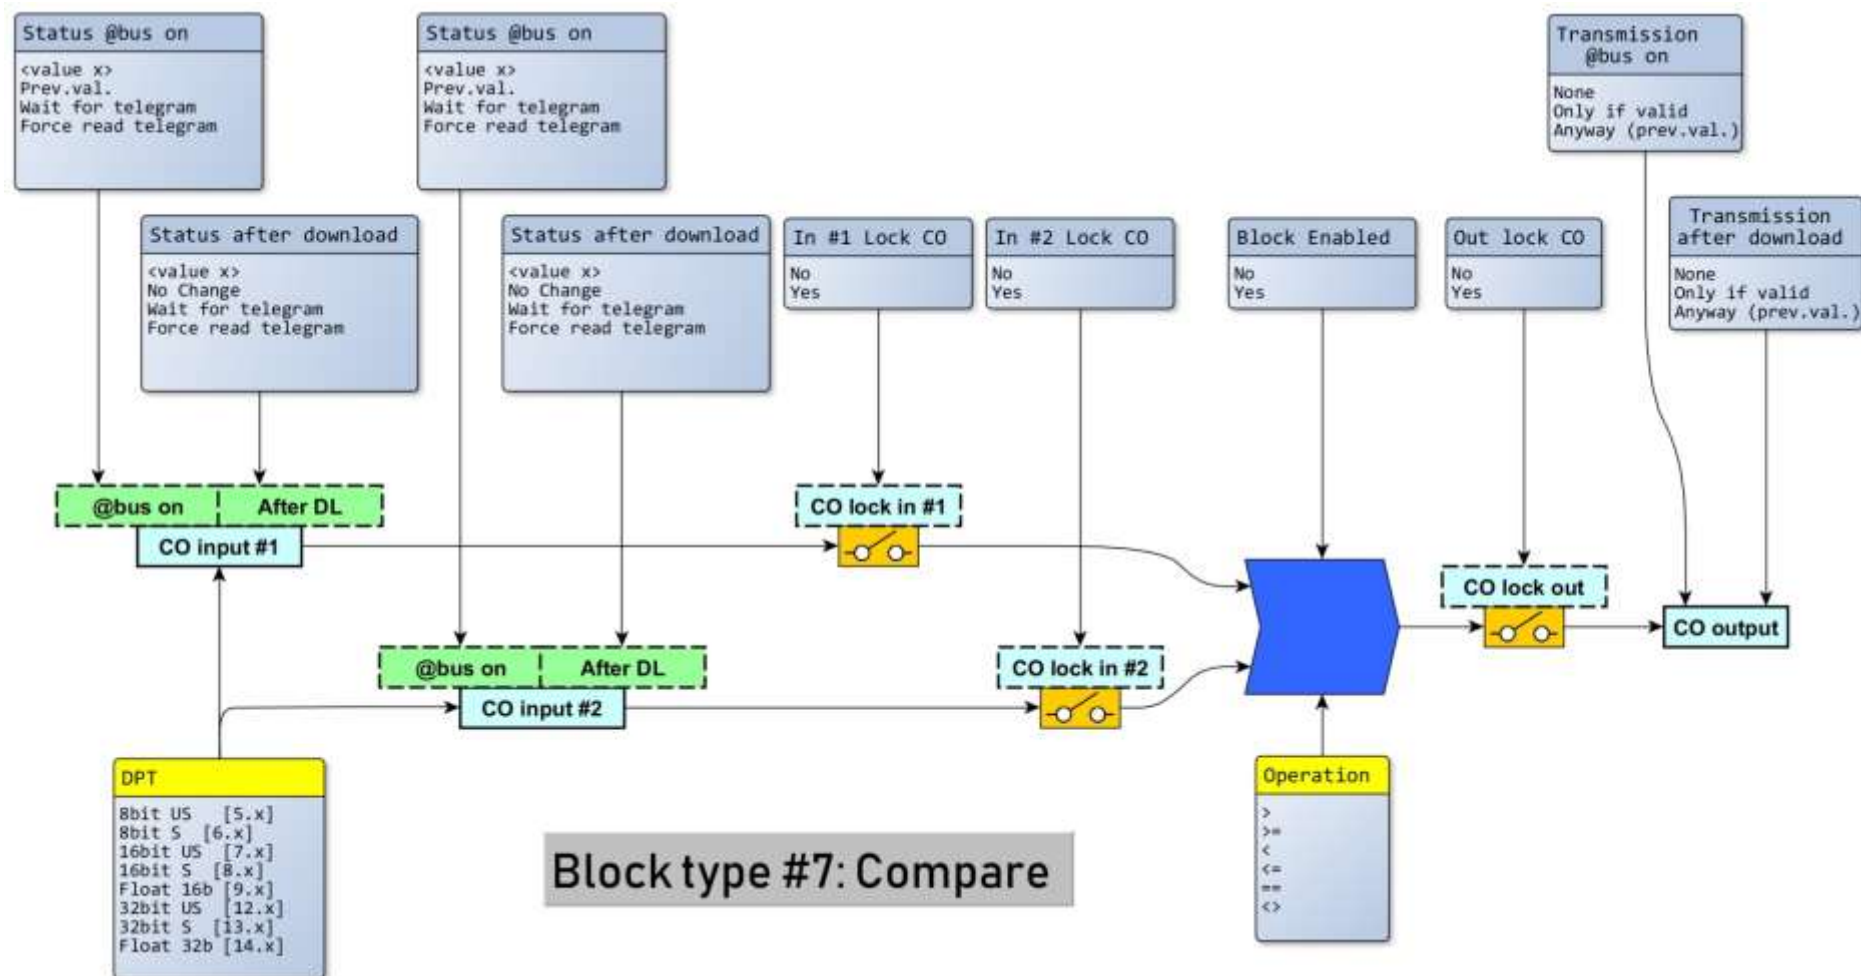 Status @bus on
<value x>
Prev.val.
Wait for telegram
Force read telegram
Status @bus on
<value x>
Prev.val.
Wait for telegram
Force read telegram
Transmission
@bus on
None
Only if valid
Anyway (prev.val.)
Status after download
<value x>
No Change
Wait for telegram
Force read telegram
Status after download
<value x>
No Change
Wait for telegram
Force read telegram
In #1 Lock CO
No
Yes
In #2 Lock CO
No
Yes
Block Enabled
No
Yes
Out lock CO
No
Yes
Transmission
after download
None
Only if valid
Anyway (prev.val.)
@bus on
After DL
CO input #1
CO lock in #1
@bus on
After DL
CO input #2
CO lock in #2
CO lock out
CO output
DPT
8bit US [5.x]
8bit S [6.x]
16bit US [7.x]
16bit S [8.x]
Float 16b [9.x]
32bit US [12.x]
32bit S [13.x]
Float 32b [14.x]
Operation
>
>=
<
<=
==
<>
Block type #7: Compare